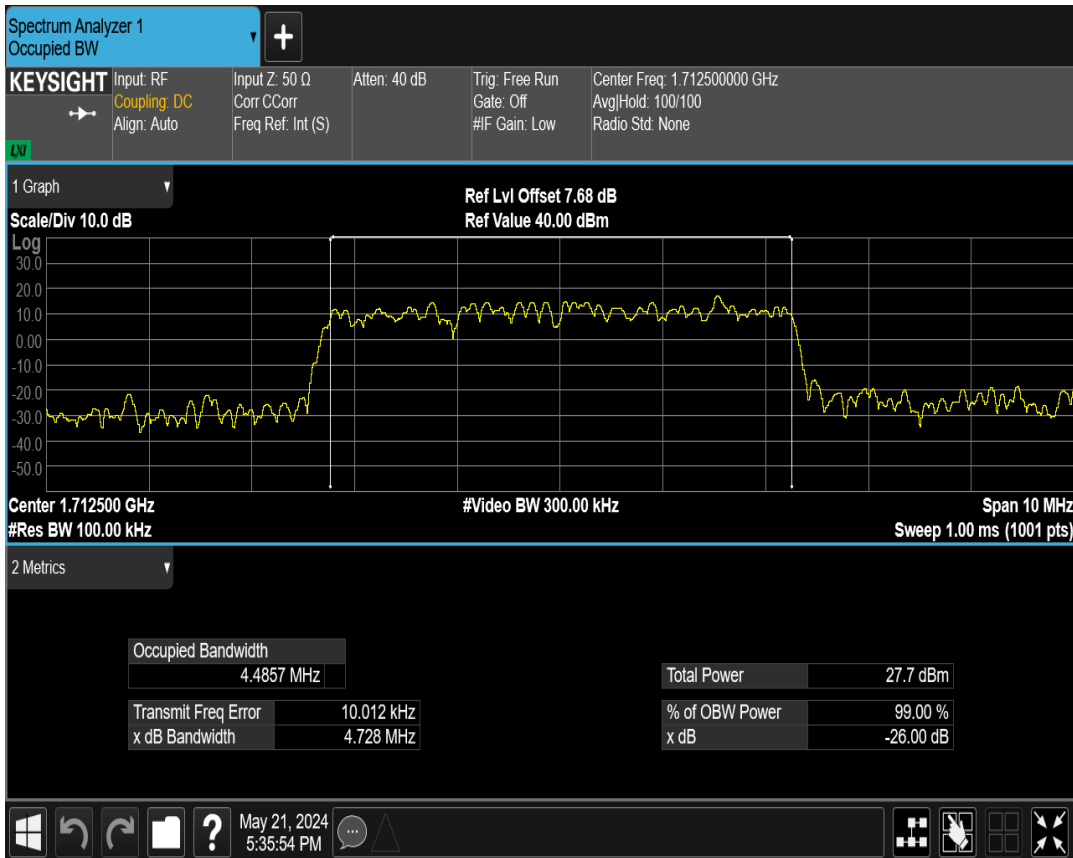 Spectrum Analyzer 1
Occupied BW
+
KEYSIGHT
Input: RF
Coupling: DC
Align: Auto
Input Z: 50 Ω
Corr CCorr
Freq Ref: Int (S)
Atten: 40 dB
Trig: Free Run
Gate: Off
#IF Gain: Low
Center Freq: 1.712500000 GHz
Avg|Hold: 100/100
Radio Std: None
LXI
1 Graph
Ref Lvl Offset 7.68 dB
Scale/Div 10.0 dB
Ref Value 40.00 dBm
Log
30.0
20.0
10.0
0.00
-10.0
-20.0
-30.0
-40.0
-50.0
Center 1.712500 GHz
#Video BW 300.00 kHz
Span 10 MHz
#Res BW 100.00 kHz
Sweep 1.00 ms (1001 pts)
2 Metrics
Occupied Bandwidth
4.4857 MHz
Total Power 27.7 dBm
Transmit Freq Error 10.012 kHz
% of OBW Power 99.00 %
x dB Bandwidth 4.728 MHz
x dB -26.00 dB
?
May 21, 2024
5:35:54 PM